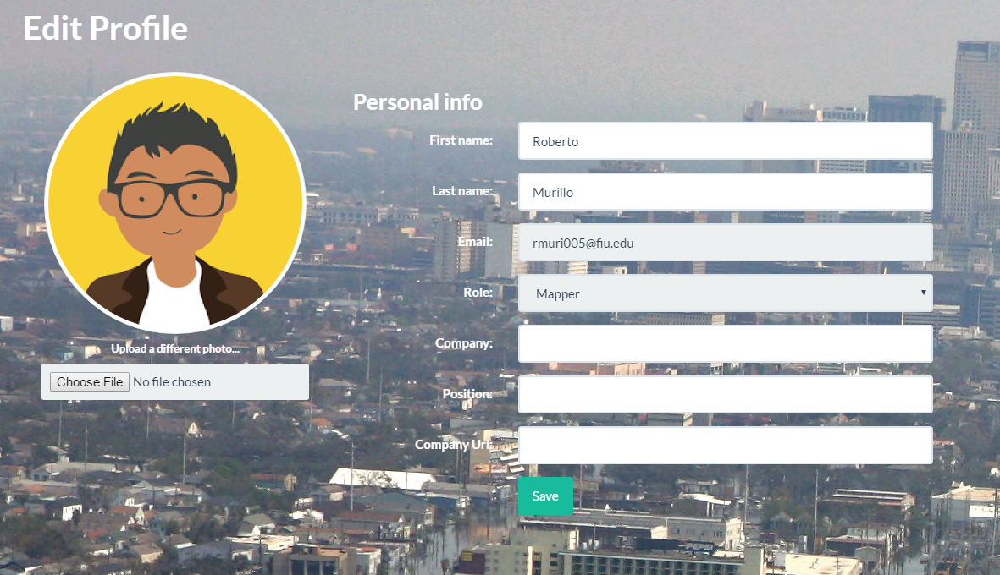 Edit Profile
Personal info
First name: Roberto
Last name: Murillo
Email: rmuri005@fiu.edu
Role: Mapper
Company:
Position:
Company Url:
Upload a different photo...
Choose File No file chosen
Save